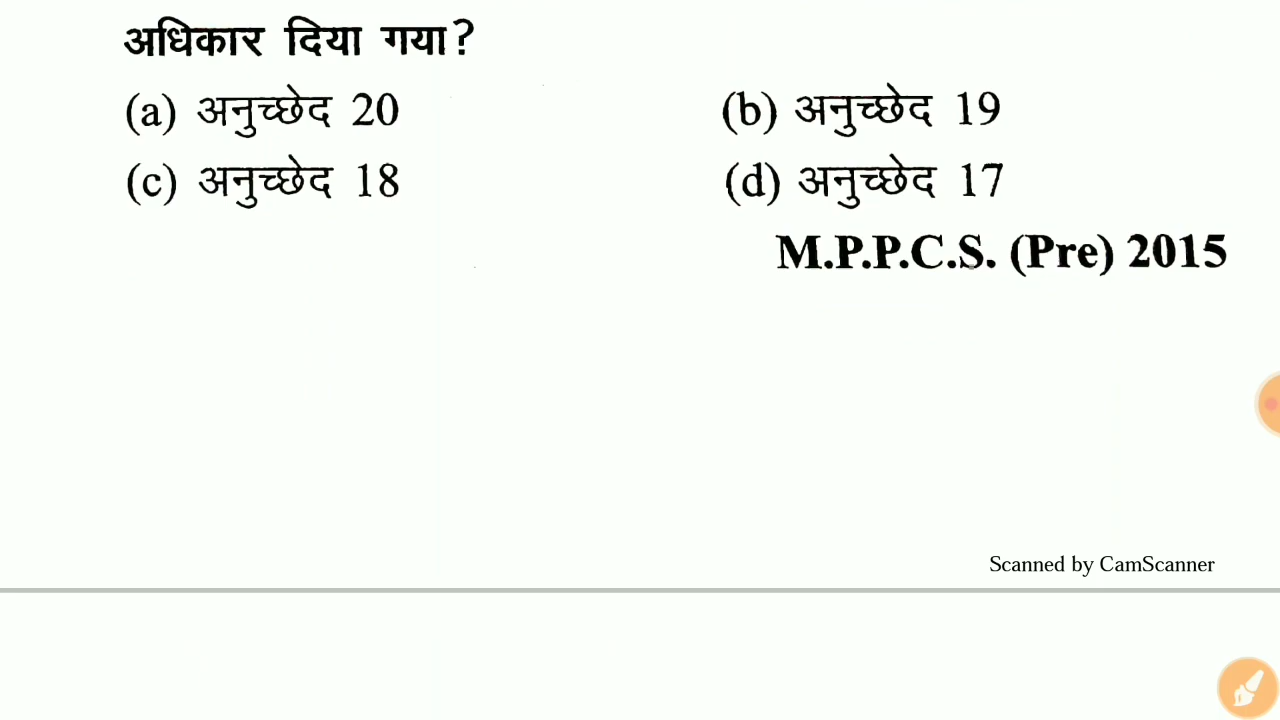 अधिकार दिया गया?
(a) अनुच्छेद 20 (b) अनुच्छेद 19
(c) अनुच्छेद 18 (d) अनुच्छेद 17
M.P.P.C.S. (Pre) 2015
Scanned by CamScanner